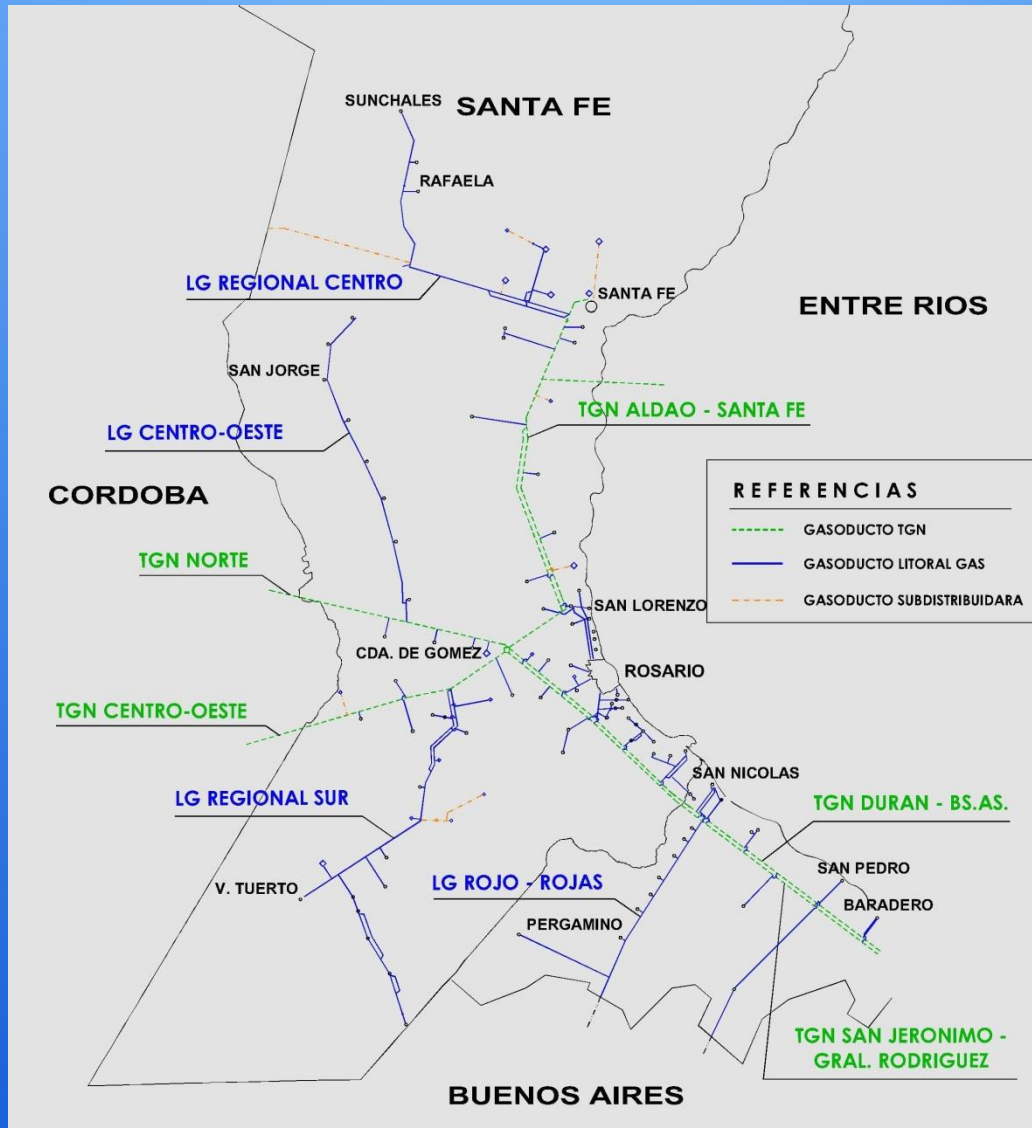 SUNCHALES
SANTA FE
RAFAELA
LG REGIONAL CENTRO
SANTA FE
ENTRE RIOS
SAN JORGE
TGN ALDAO - SANTA FE
LG CENTRO-OESTE
CORDOBA
REFERENCIAS
GASODUCTO TGN
GASODUCTO LITORAL GAS
GASODUCTO SUBDISTRIBUIDARA
TGN NORTE
SAN LORENZO
CDA. DE GOMEZ
ROSARIO
TGN CENTRO-OESTE
SAN NICOLAS
LG REGIONAL SUR
TGN DURAN - BS.AS.
SAN PEDRO
V. TUERTO
LG ROJO - ROJAS
BARADERO
PERGAMINO
TGN SAN JERONIMO -
GRAL. RODRIGUEZ
BUENOS AIRES